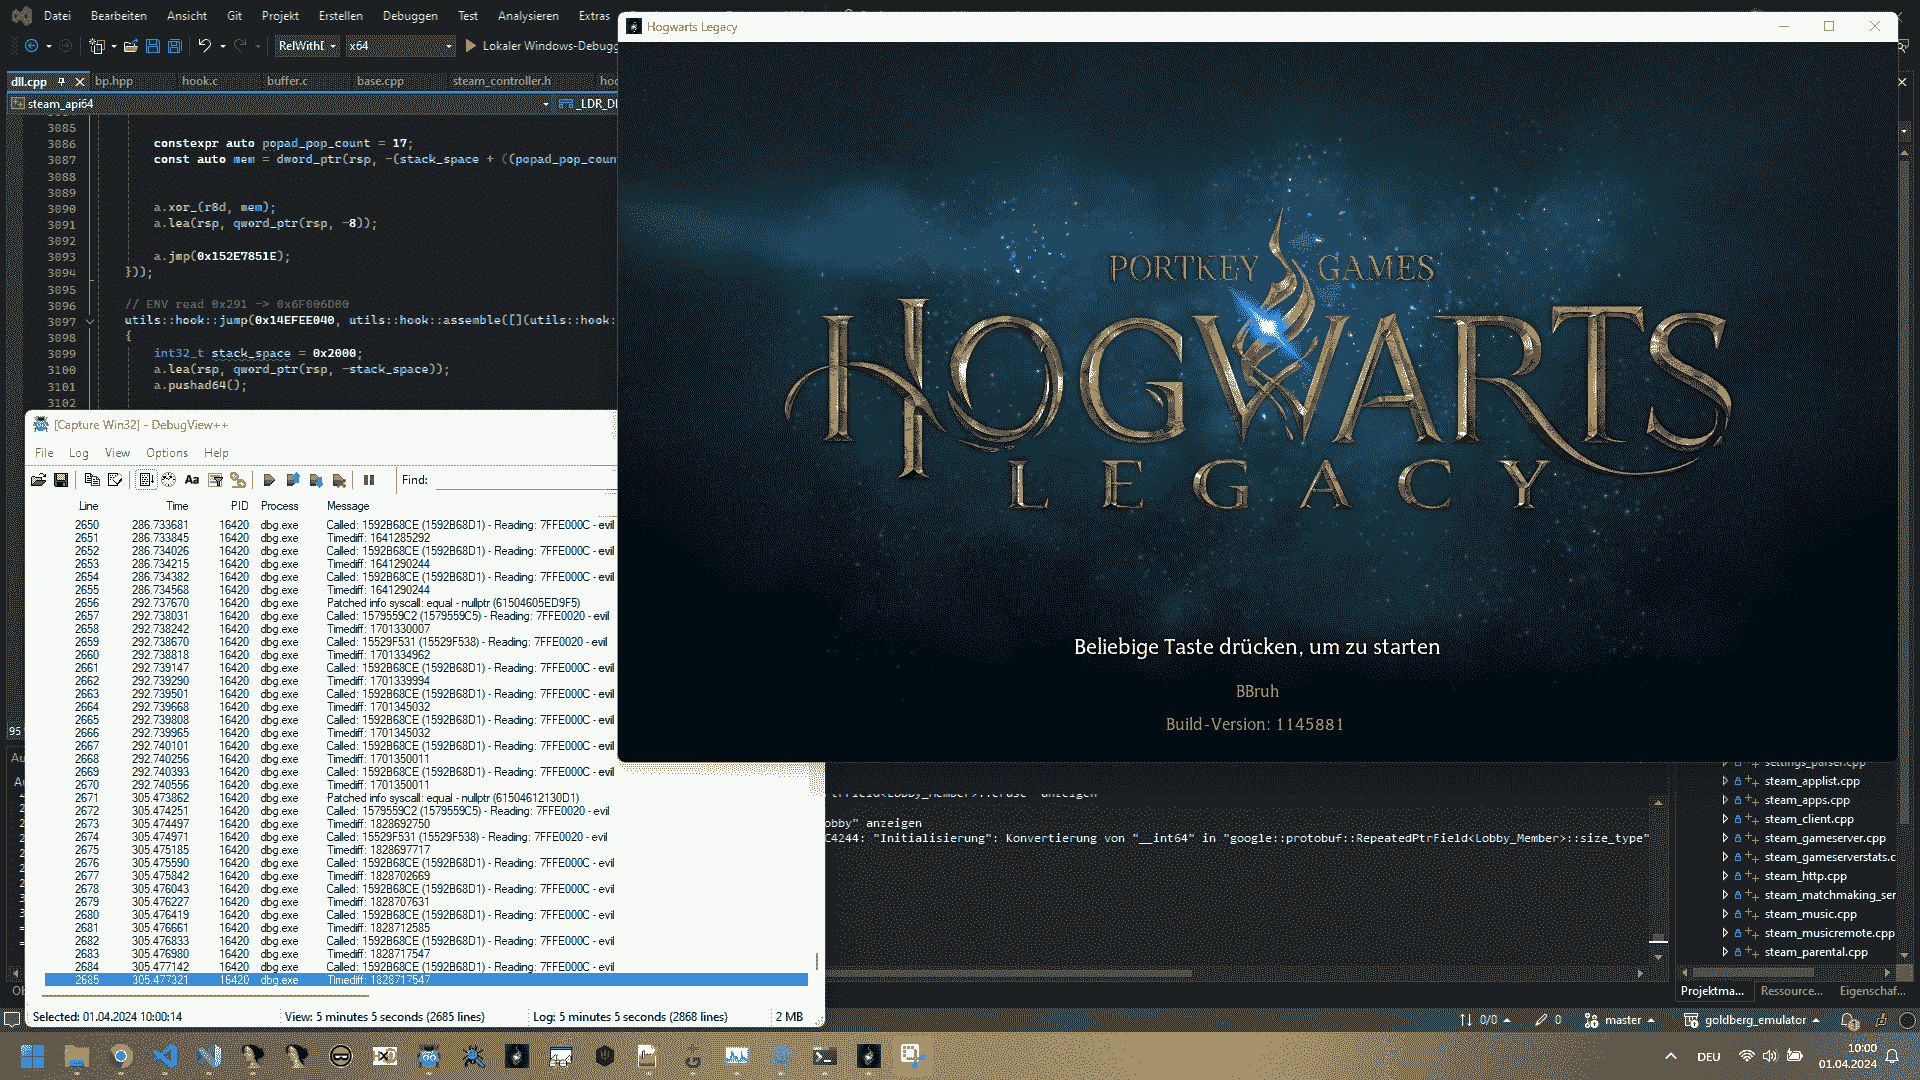 Datei Bearbeiten Ansicht Git Projekt Erstellen Debuggen Test Analysieren Extras
RelWithD x64 Lokaler Windows-Debugg
dll.cpp bp.hpp hook.c buffer.c base.cpp steam_controller.h
steam_api64 _LDR_D
3085
3086 constexpr auto popad_pop_count = 17;
3087 const auto mem = dword_ptr(rsp, -(stack_space + ((popad_pop_coun
3088
3089
3090 a.xor_(r8d, mem);
3091 a.lea(rsp, qword_ptr(rsp, -8));
3092
3093 a.jmp(0x152E7851E);
3094 }));
3095
3096 // ENV read 0x291 -> 0x6F006D00
3097 utils::hook::jump(0x14EFEE040, utils::hook::assemble([](utils::hook:
3098 {
3099 int32_t stack_space = 0x2000;
3100 a.lea(rsp, qword_ptr(rsp, -stack_space));
3101 a.pushad64();
3102
Hogwarts Legacy
PORTKEY GAMES
HOGWARTS
LEGACY
Beliebige Taste drücken, um zu starten
BBruh
Build-Version: 1145881
[Capture Win32] - DebugView++
File Log View Options Help
Aa Find:
Line Time PID Process Message
2650 286.733681 16420 dbg.exe Called: 1592B68CE (1592B68D1) - Reading: 7FFE000C - evil
2651 286.733845 16420 dbg.exe Timediff: 1641285292
2652 286.734026 16420 dbg.exe Called: 1592B68CE (1592B68D1) - Reading: 7FFE000C - evil
2653 286.734215 16420 dbg.exe Timediff: 1641290244
2654 286.734382 16420 dbg.exe Called: 1592B68CE (1592B68D1) - Reading: 7FFE000C - evil
2655 286.734568 16420 dbg.exe Timediff: 1641290244
2656 292.737670 16420 dbg.exe Patched info syscall: equal - nullptr (61504605ED9F5)
2657 292.738031 16420 dbg.exe Called: 1579559C2 (1579559C5) - Reading: 7FFE0020 - evil
2658 292.738242 16420 dbg.exe Timediff: 1701330007
2659 292.738670 16420 dbg.exe Called: 15529F531 (15529F538) - Reading: 7FFE0020 - evil
2660 292.738818 16420 dbg.exe Timediff: 1701334962
2661 292.739147 16420 dbg.exe Called: 1592B68CE (1592B68D1) - Reading: 7FFE000C - evil
2662 292.739290 16420 dbg.exe Timediff: 1701339994
2663 292.739501 16420 dbg.exe Called: 1592B68CE (1592B68D1) - Reading: 7FFE000C - evil
2664 292.739668 16420 dbg.exe Timediff: 1701345032
2665 292.739808 16420 dbg.exe Called: 1592B68CE (1592B68D1) - Reading: 7FFE000C - evil
2666 292.739965 16420 dbg.exe Timediff: 1701345032
2667 292.740101 16420 dbg.exe Called: 1592B68CE (1592B68D1) - Reading: 7FFE000C - evil
2668 292.740256 16420 dbg.exe Timediff: 1701350011
2669 292.740393 16420 dbg.exe Called: 1592B68CE (1592B68D1) - Reading: 7FFE000C - evil
2670 292.740556 16420 dbg.exe Timediff: 1701350011
2671 305.473862 16420 dbg.exe Patched info syscall: equal - nullptr (61504612130D1)
2672 305.474251 16420 dbg.exe Called: 1579559C2 (1579559C5) - Reading: 7FFE0020 - evil
2673 305.474497 16420 dbg.exe Timediff: 1828692750
2674 305.474971 16420 dbg.exe Called: 15529F531 (15529F538) - Reading: 7FFE0020 - evil
2675 305.475185 16420 dbg.exe Timediff: 1828697717
2676 305.475590 16420 dbg.exe Called: 1592B68CE (1592B68D1) - Reading: 7FFE000C - evil
2677 305.475842 16420 dbg.exe Timediff: 1828702669
2678 305.476043 16420 dbg.exe Called: 1592B68CE (1592B68D1) - Reading: 7FFE000C - evil
2679 305.476227 16420 dbg.exe Timediff: 1828707631
2680 305.476419 16420 dbg.exe Called: 1592B68CE (1592B68D1) - Reading: 7FFE000C - evil
2681 305.476661 16420 dbg.exe Timediff: 1828712585
2682 305.476833 16420 dbg.exe Called: 1592B68CE (1592B68D1) - Reading: 7FFE000C - evil
2683 305.476980 16420 dbg.exe Timediff: 1828717547
2684 305.477142 16420 dbg.exe Called: 1592B68CE (1592B68D1) - Reading: 7FFE000C - evil
2685 305.477321 16420 dbg.exe Timediff: 1828717547
Selected: 01.04.2024 10:00:14 View: 5 minutes 5 seconds (2685 lines) Log: 5 minutes 5 seconds (2868 lines) 2 MB
anzeigen
obby" anzeigen
C4244: "Initialisierung": Konvertierung von "__int64" in "google::protobuf::RepeatedPtrField<Lobby_Member>::size_type"
settings_parser.cpp
steam_applist.cpp
steam_apps.cpp
steam_client.cpp
steam_gameserver.cpp
steam_gameserverstats.c
steam_http.cpp
steam_matchmaking_ser
steam_music.cpp
steam_musicremote.cpp
steam_parental.cpp
Projektma... Ressource... Eigenschaf...
0/0 0 master goldberg_emulator
DEU 10:00
01.04.2024